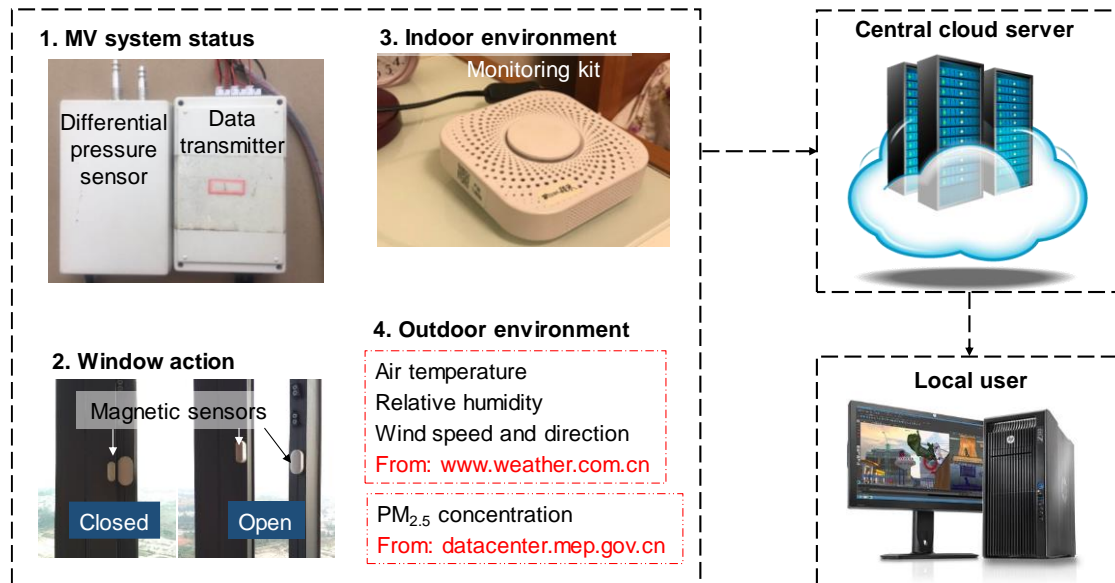 1. MV system status
Differential
pressure
sensor
Data
transmitter
2. Window action
Magnetic sensors
Closed
Open
3. Indoor environment
Monitoring kit
4. Outdoor environment
Air temperature
Relative humidity
Wind speed and direction
From: www.weather.com.cn
PM2.5 concentration
From: datacenter.mep.gov.cn
Central cloud server
Local user